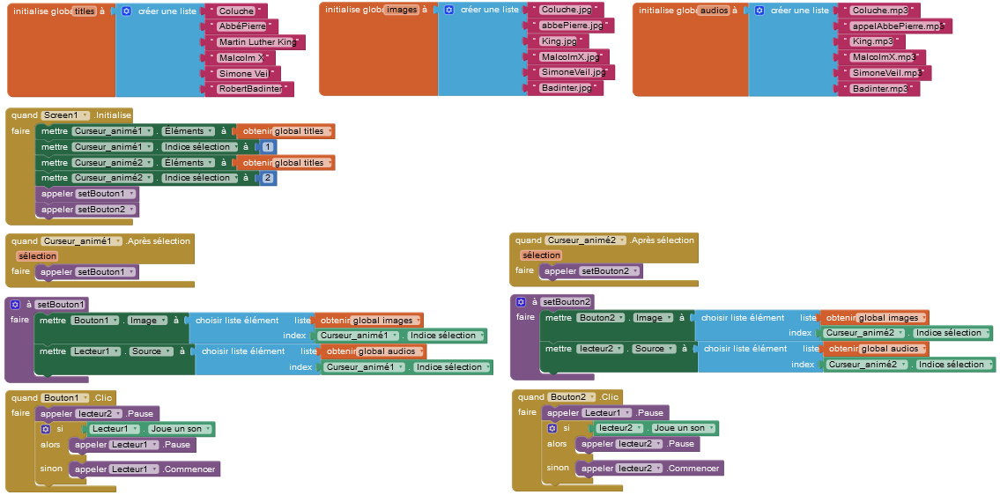 initialise globa titles à créer une liste " Coluche "
" AbbéPierre "
" Martin Luther King "
" Malcolm X "
" Simone Veil "
" RobertBadinter "
initialise globa images à créer une liste " Coluche.jpg "
" abbePierre.jpg "
" King.jpg "
" MalcolmX.jpg "
" SimoneVeil.jpg "
" Badinter.jpg "
initialise globa audios à créer une liste " Coluche.mp3 "
" appelAbbePierre.mp3 "
" King.mp3 "
" MalcolmX.mp3 "
" SimoneVeil.mp3 "
" Badinter.mp3 "
quand Screen1 .Initialise
faire mettre Curseur_animé1 . Éléments à obtenir global titles
mettre Curseur_animé1 . Indice sélection à 1
mettre Curseur_animé2 . Éléments à obtenir global titles
mettre Curseur_animé2 . Indice sélection à 2
appeler setBouton1
appeler setBouton2
quand Curseur_animé1 .Après sélection
sélection
faire appeler setBouton1
quand Curseur_animé2 .Après sélection
sélection
faire appeler setBouton2
à setBouton1
faire mettre Bouton1 . Image à choisir liste élément liste obtenir global images
index Curseur_animé1 . Indice sélection
mettre Lecteur1 . Source à choisir liste élément liste obtenir global audios
index Curseur_animé1 . Indice sélection
à setBouton2
faire mettre Bouton2 . Image à choisir liste élément liste obtenir global images
index Curseur_animé2 . Indice sélection
mettre lecteur2 . Source à choisir liste élément liste obtenir global audios
index Curseur_animé2 . Indice sélection
quand Bouton1 .Clic
faire appeler lecteur2 .Pause
si Lecteur1 . Joue un son
alors appeler Lecteur1 .Pause
sinon appeler Lecteur1 .Commencer
quand Bouton2 .Clic
faire appeler Lecteur1 .Pause
si lecteur2 . Joue un son
alors appeler lecteur2 .Pause
sinon appeler lecteur2 .Commencer